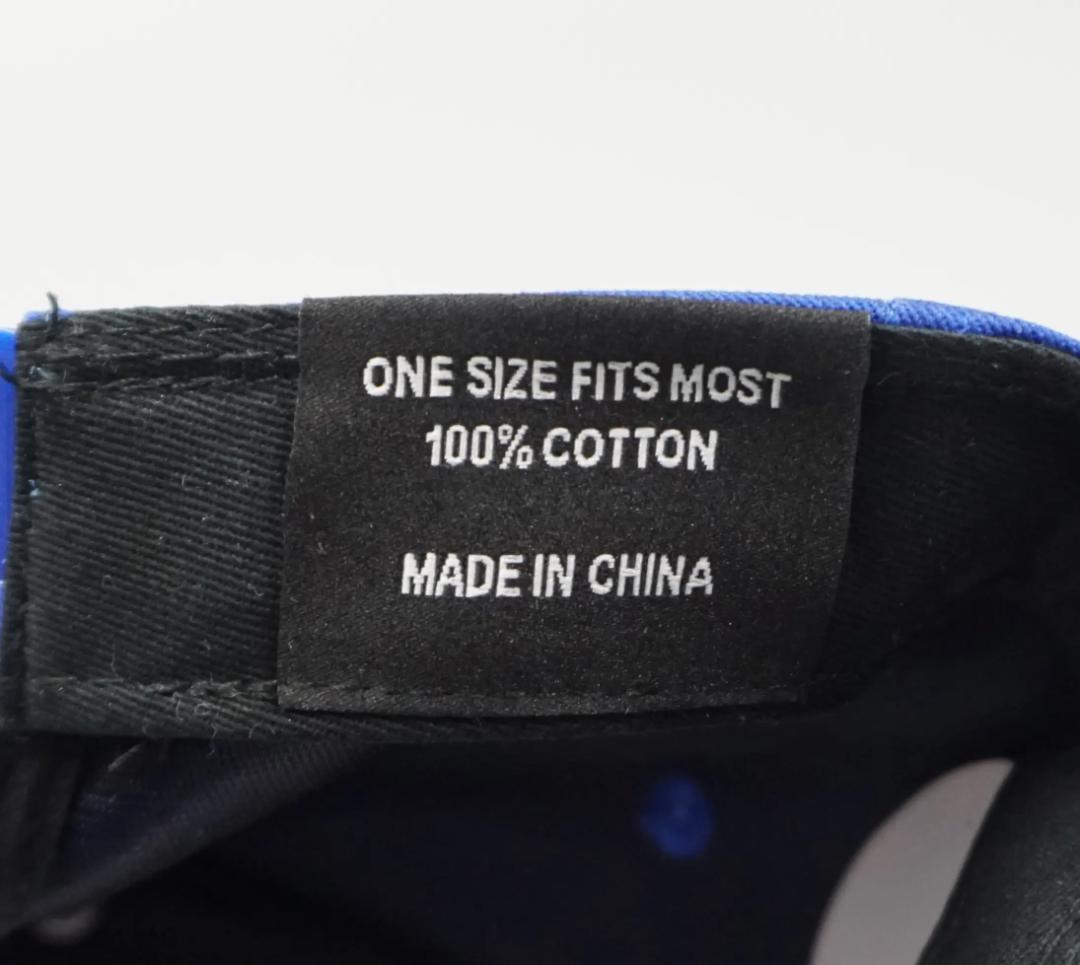 ONE SIZE FITS MOST
100% COTTON
MADE IN CHINA